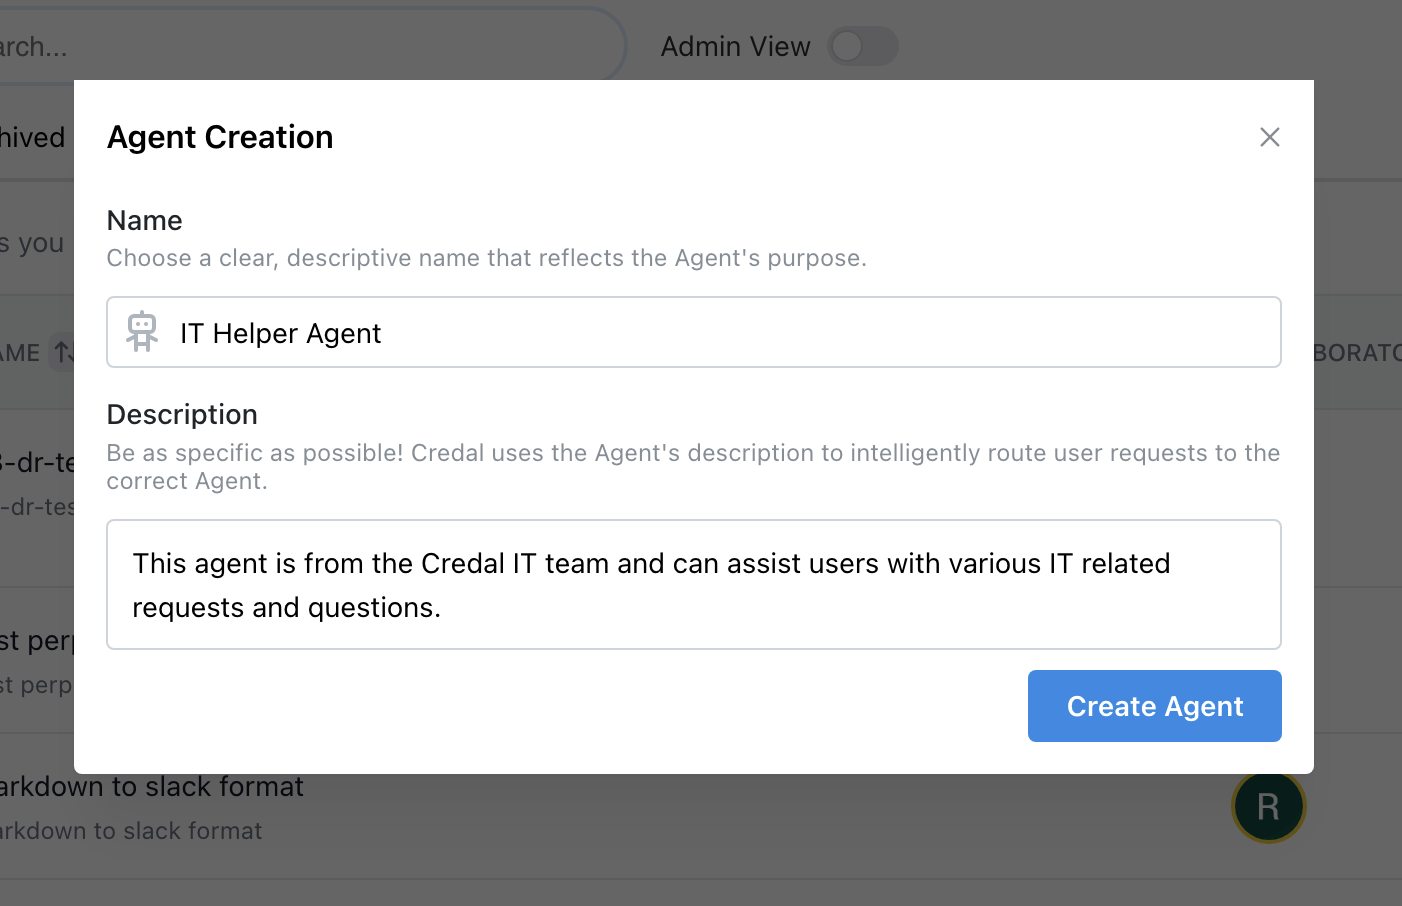 arch...
Admin View
hived
Agent Creation
Name
s you
Choose a clear, descriptive name that reflects the Agent's purpose.
IT Helper Agent
AME
BORATO
Description
Be as specific as possible! Credal uses the Agent's description to intelligently route user requests to the
correct Agent.
-dr-te
-dr-tes
This agent is from the Credal IT team and can assist users with various IT related
requests and questions.
st perp
st perp
Create Agent
arkdown to slack format
R
arkdown to slack format